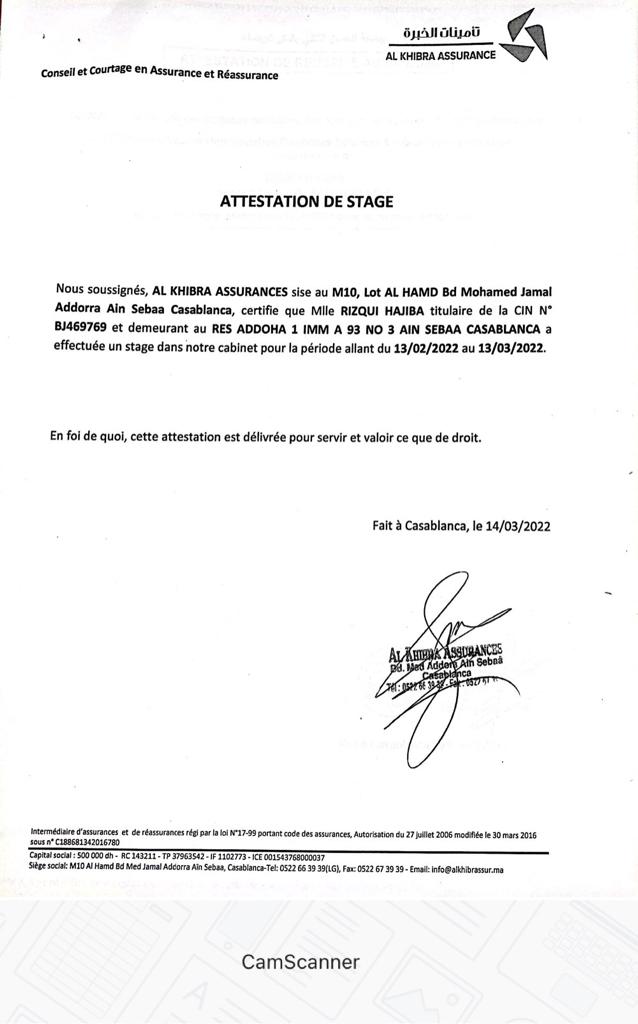 تأمينات الخبرة
AL KHIBRA ASSURANCE
Conseil et Courtage en Assurance et Réassurance
ATTESTATION DE STAGE
Nous soussignés, AL KHIBRA ASSURANCES sise au M10, Lot AL HAMD Bd Mohamed Jamal
Addorra Ain Sebaa Casablanca, certifie que Mlle RIZQUI HAJIBA titulaire de la CIN N°
BJ469769 et demeurant au RES ADDOHA 1 IMM A 93 NO 3 AIN SEBAA CASABLANCA a
effectuée un stage dans notre cabinet pour la période allant du 13/02/2022 au 13/03/2022.
En foi de quoi, cette attestation est délivrée pour servir et valoir ce que de droit.
Fait à Casablanca, le 14/03/2022
AL KHIBRA ASSURANCES
Bd. Med Addorra Ain Sebaâ
Casablanca
Tél : 0522 66 39 39 - Fax : 0527
Intermédiaire d'assurances et de réassurances régi par la loi N°17-99 portant code des assurances, Autorisation du 27 juillet 2006 modifiée le 30 mars 2016
sous n° C188681342016780
Capital social : 500 000 dh - RC 143211 - TP 37963542 - IF 1102773 - ICE 001543768000037
Siège social: M10 Al Hamd Bd Med Jamal Addorra Aïn Sebaa, Casablanca-Tel: 0522 66 39 39(LG), Fax: 0522 67 39 39 - Email: info@alkhibrassur.ma
CamScanner